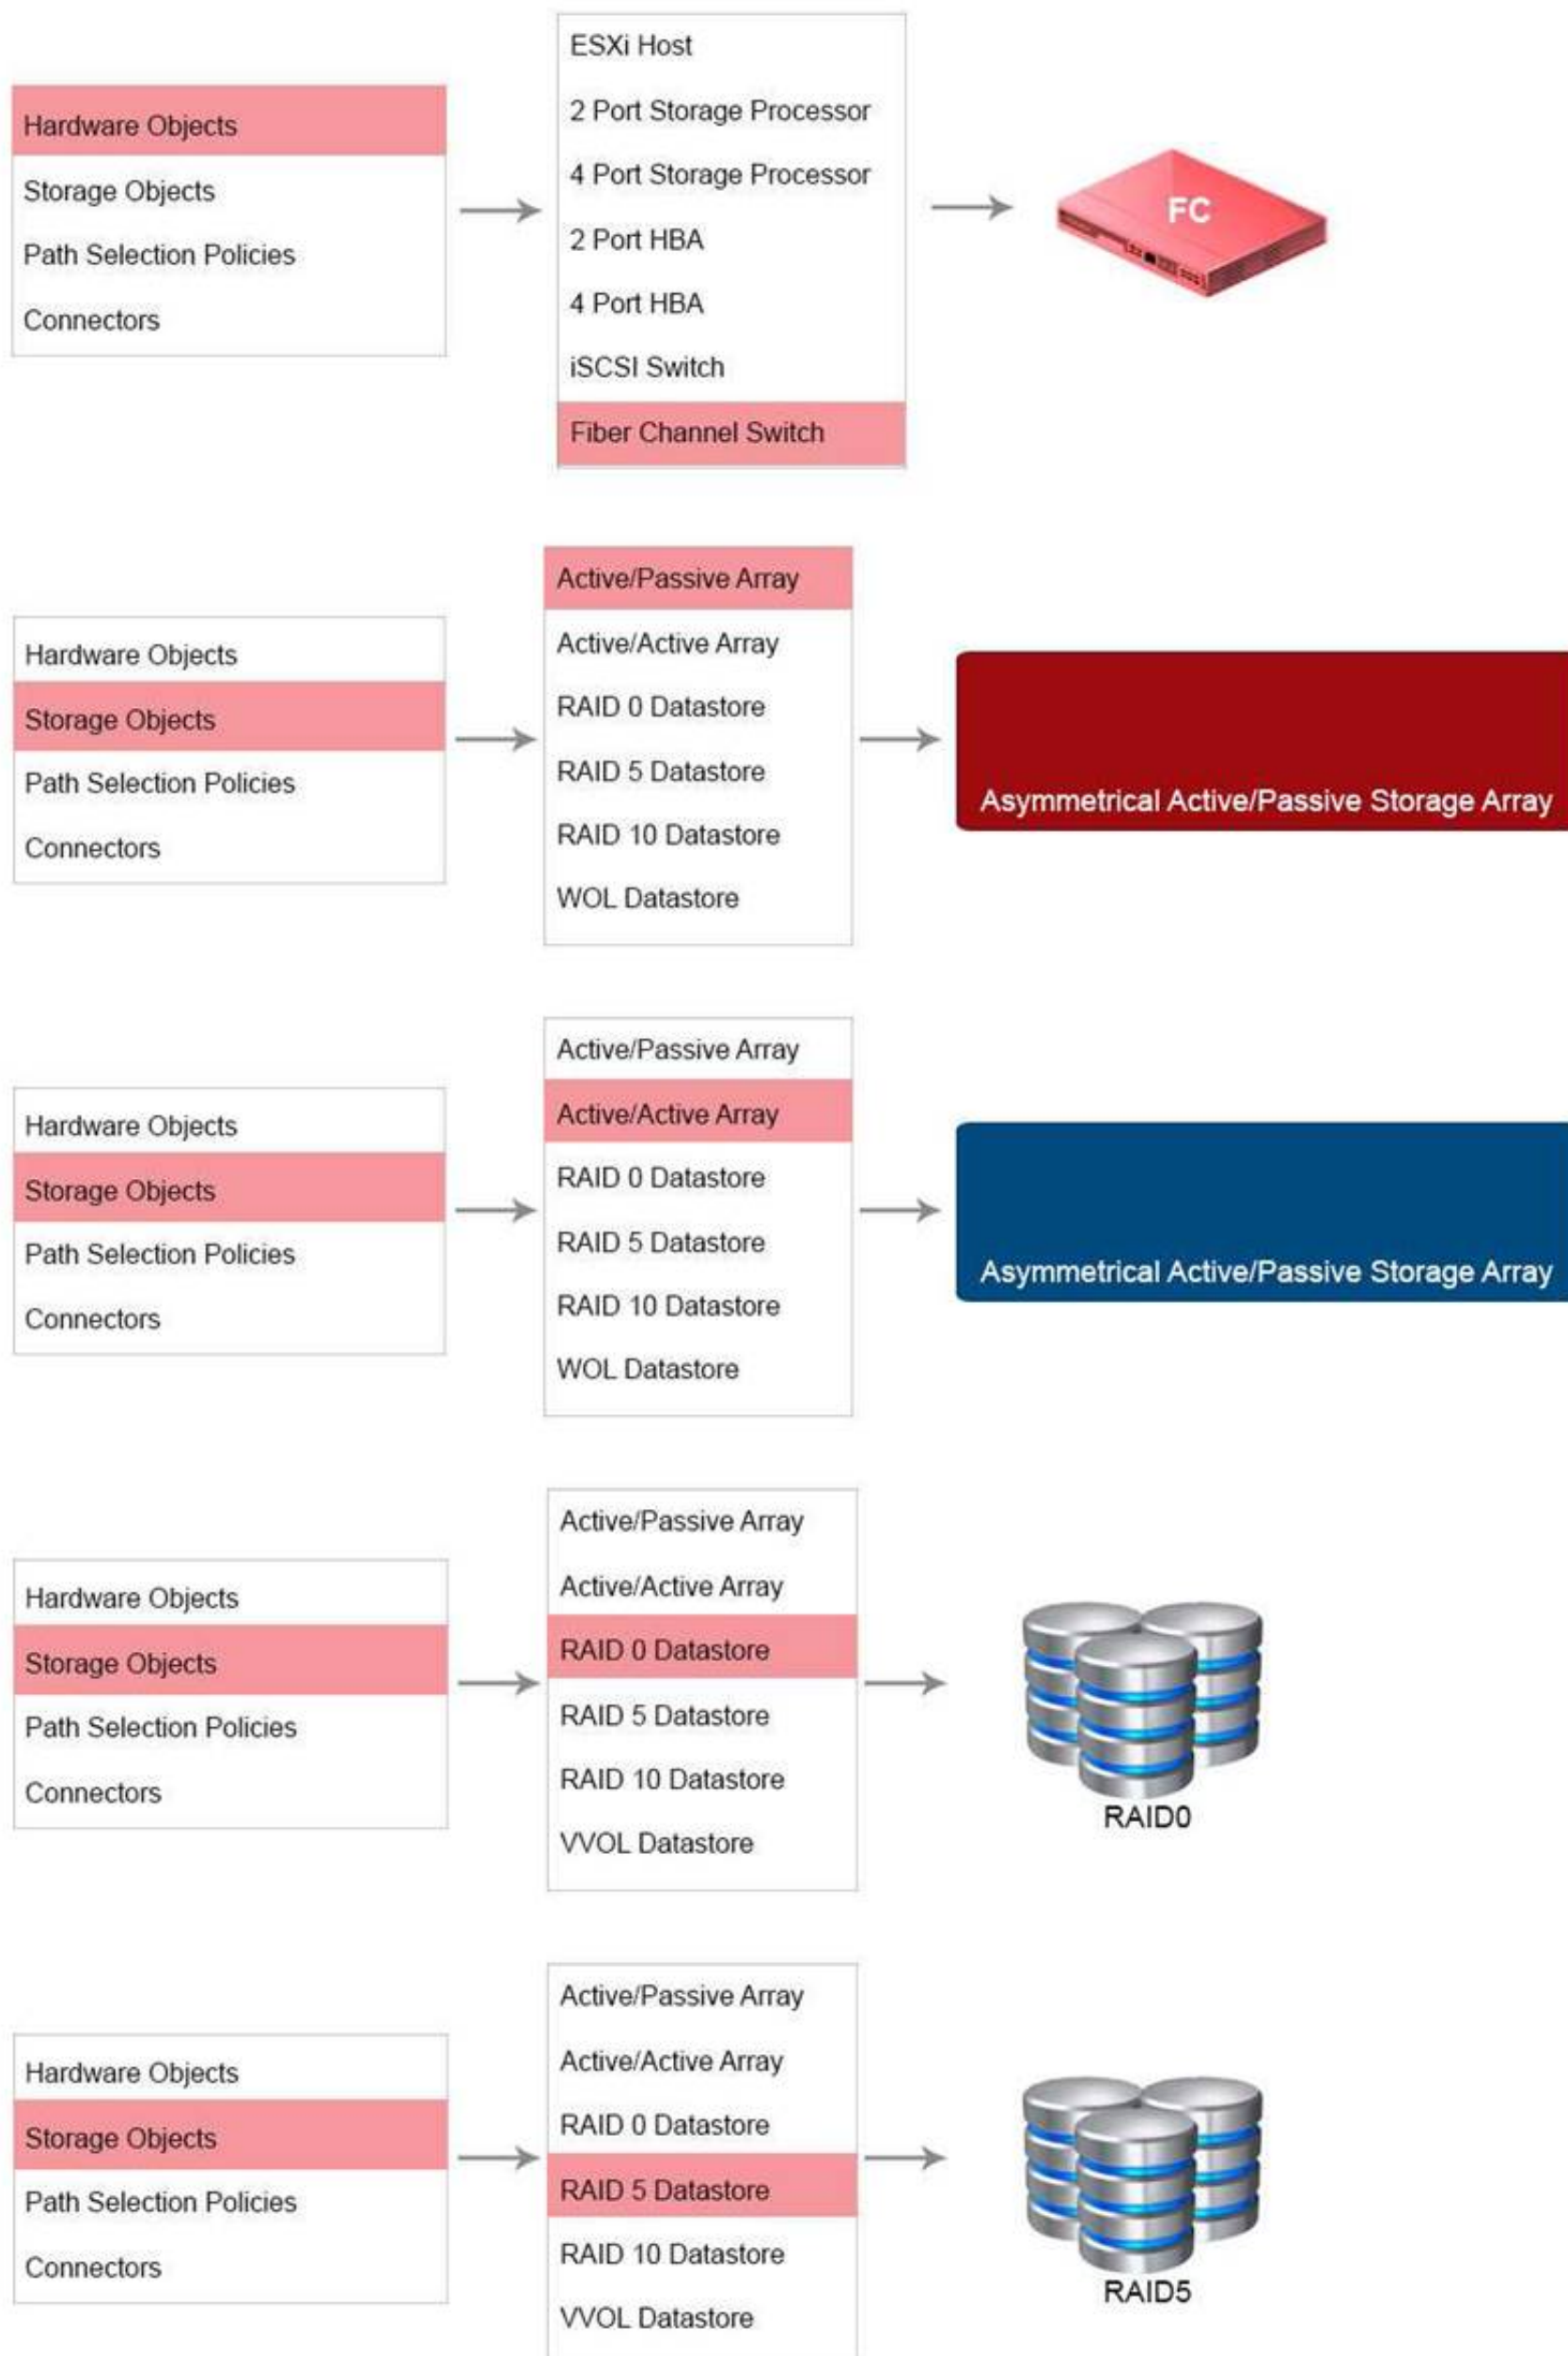 Hardware Objects
Storage Objects
Path Selection Policies
Connectors
ESXi Host
2 Port Storage Processor
4 Port Storage Processor
2 Port HBA
4 Port HBA
iSCSI Switch
Fiber Channel Switch
FC
Hardware Objects
Storage Objects
Path Selection Policies
Connectors
Active/Passive Array
Active/Active Array
RAID 0 Datastore
RAID 5 Datastore
RAID 10 Datastore
WOL Datastore
Asymmetrical Active/Passive Storage Array
Hardware Objects
Storage Objects
Path Selection Policies
Connectors
Active/Passive Array
Active/Active Array
RAID 0 Datastore
RAID 5 Datastore
RAID 10 Datastore
WOL Datastore
Asymmetrical Active/Passive Storage Array
Hardware Objects
Storage Objects
Path Selection Policies
Connectors
Active/Passive Array
Active/Active Array
RAID 0 Datastore
RAID 5 Datastore
RAID 10 Datastore
VVOL Datastore
RAID0
Hardware Objects
Storage Objects
Path Selection Policies
Connectors
Active/Passive Array
Active/Active Array
RAID 0 Datastore
RAID 5 Datastore
RAID 10 Datastore
VVOL Datastore
RAID5